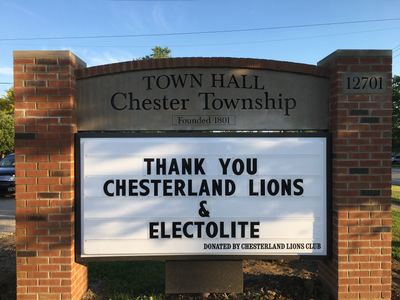 TOWN HALL
12701
Chester Township
Founded 1801
THANK YOU
CHESTERLAND LIONS
&
ELECTOLITE
DONATED BY CHESTERLAND LIONS CLUB